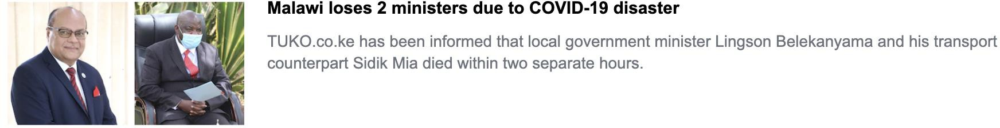 Malawi loses 2 ministers due to COVID-19 disaster
TUKO.co.ke has been informed that local government minister Lingson Belekanyama and his transport
counterpart Sidik Mia died within two separate hours.